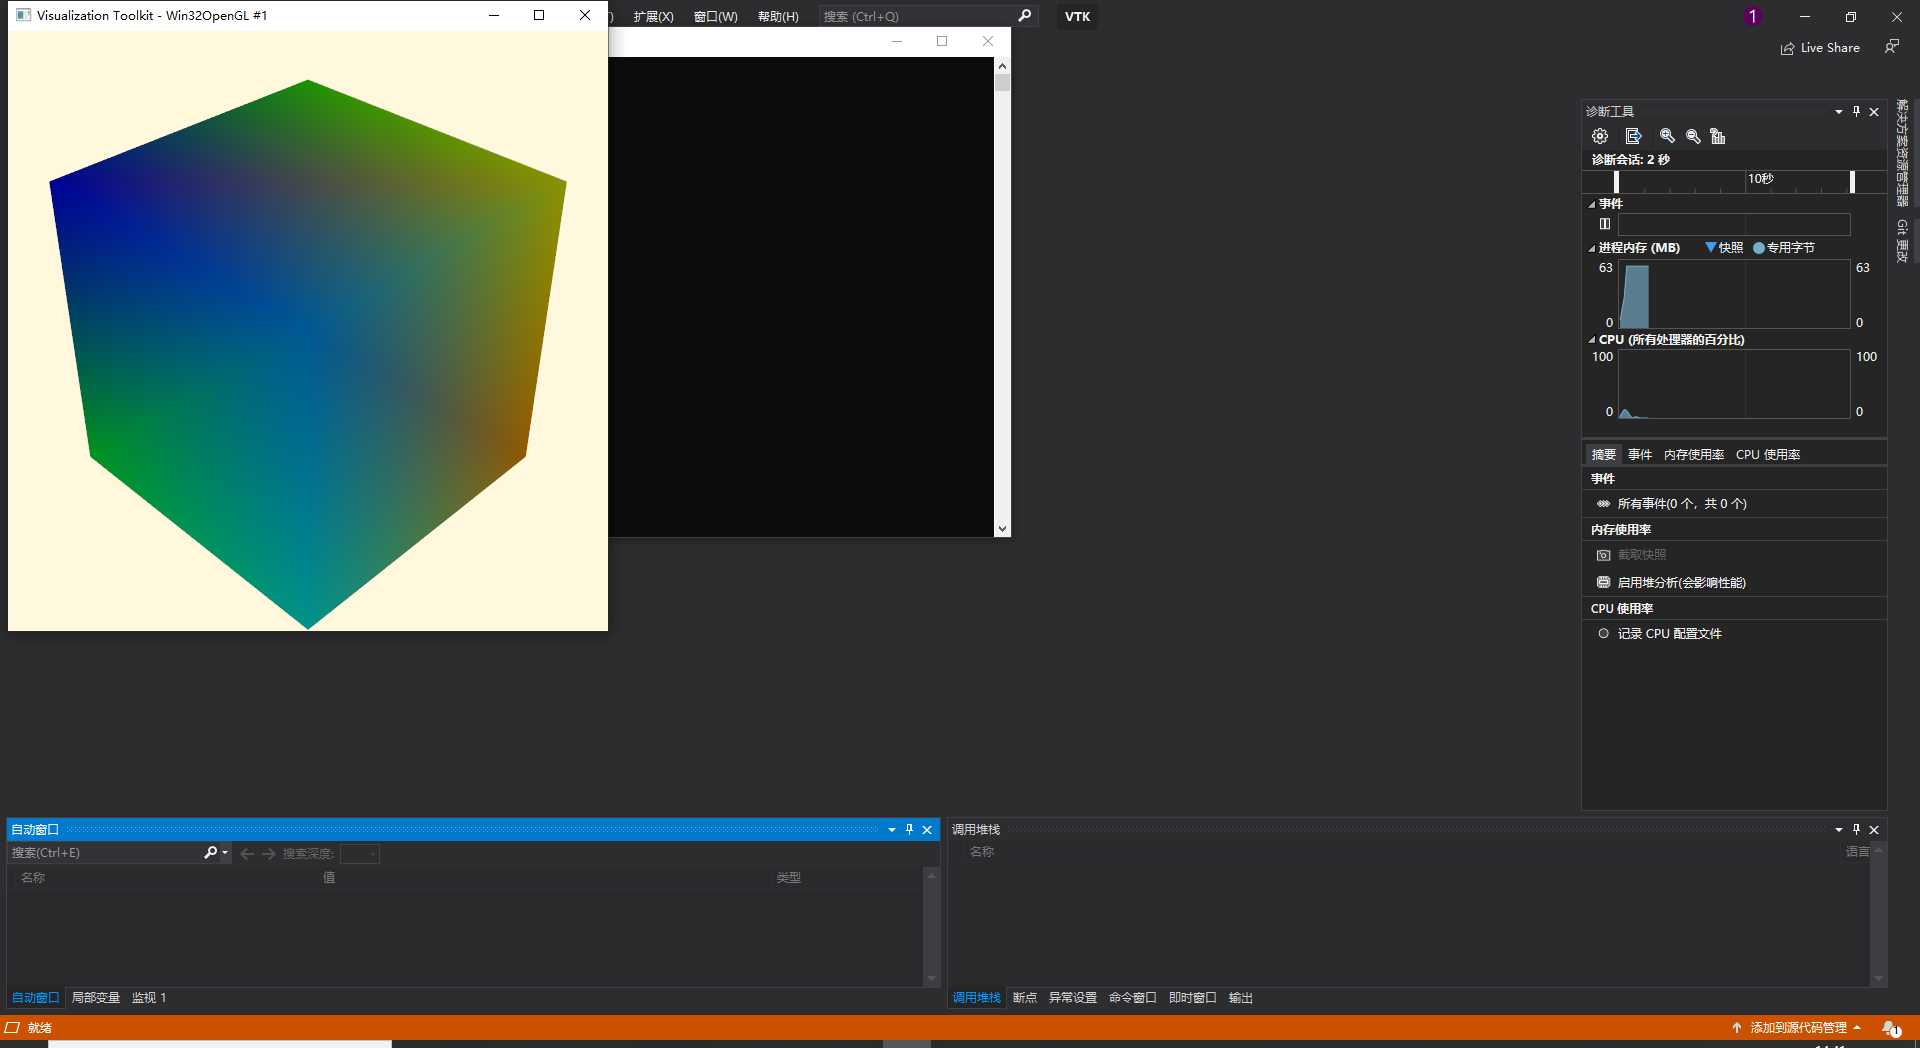 Visualization Toolkit - Win32OpenGL #1
扩展(X) 窗口(W) 帮助(H) 搜索 (Ctrl+Q) VTK 1
Live Share
诊断工具
诊断会话: 2 秒
10秒
事件
进程内存 (MB) 快照 专用字节
63 63
0 0
CPU (所有处理器的百分比)
100 100
0 0
摘要 事件 内存使用率 CPU 使用率
事件
所有事件(0 个，共 0 个)
内存使用率
截取快照
启用堆分析(会影响性能)
CPU 使用率
记录 CPU 配置文件
解决方案资源管理器
Git 更改
自动窗口
搜索(Ctrl+E) 搜索深度:
名称 值 类型
自动窗口 局部变量 监视 1
调用堆栈
名称 语言
调用堆栈 断点 异常设置 命令窗口 即时窗口 输出
就绪 添加到源代码管理 1